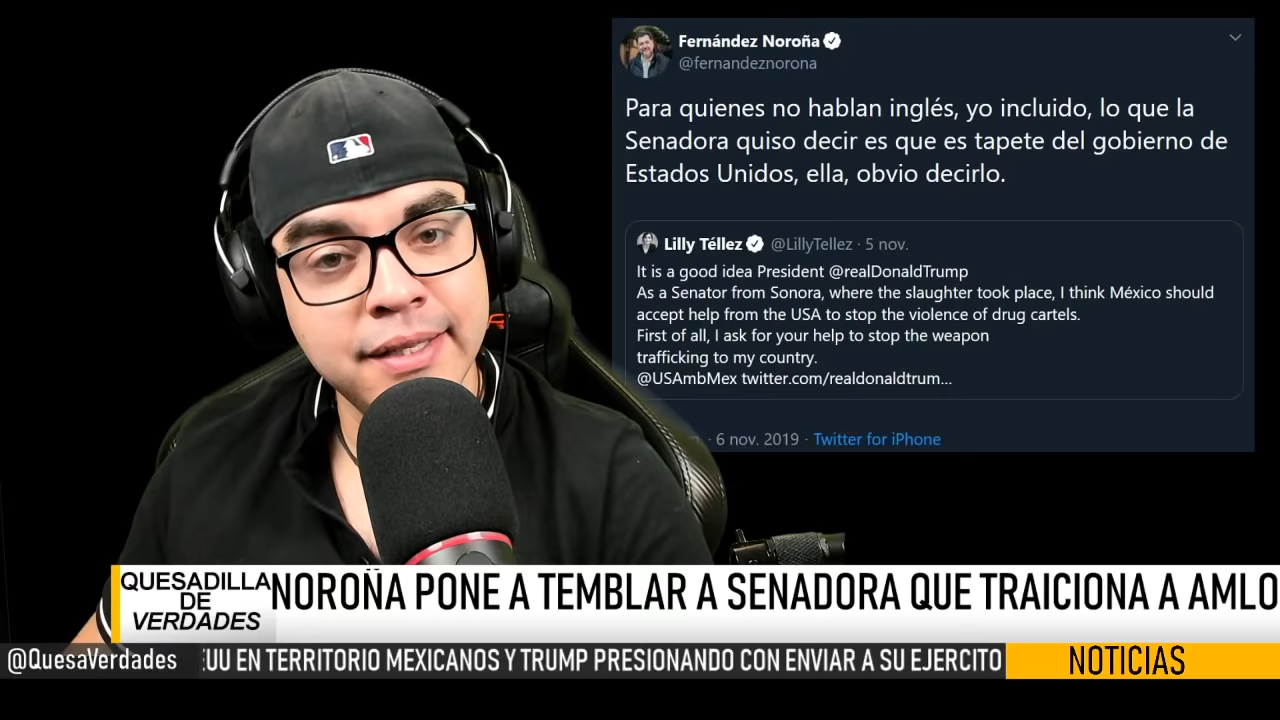 Fernández Noroña
@fernandeznorona
Para quienes no hablan inglés, yo incluido, lo que la
Senadora quiso decir es que es tapete del gobierno de
Estados Unidos, ella, obvio decirlo.
Lilly Téllez @LillyTellez · 5 nov.
It is a good idea President @realDonaldTrump
As a Senator from Sonora, where the slaughter took place, I think México should
accept help from the USA to stop the violence of drug cartels.
First of all, I ask for your help to stop the weapon
trafficking to my country.
@USAmbMex twitter.com/realdonaldtrum...
· 6 nov. 2019 · Twitter for iPhone
QUESADILLA
DE
VERDADES
NOROÑA PONE A TEMBLAR A SENADORA QUE TRAICIONA A AMLO
@QuesaVerdades
UU EN TERRITORIO MEXICANOS Y TRUMP PRESIONANDO CON ENVIAR A SU EJERCITO
NOTICIAS